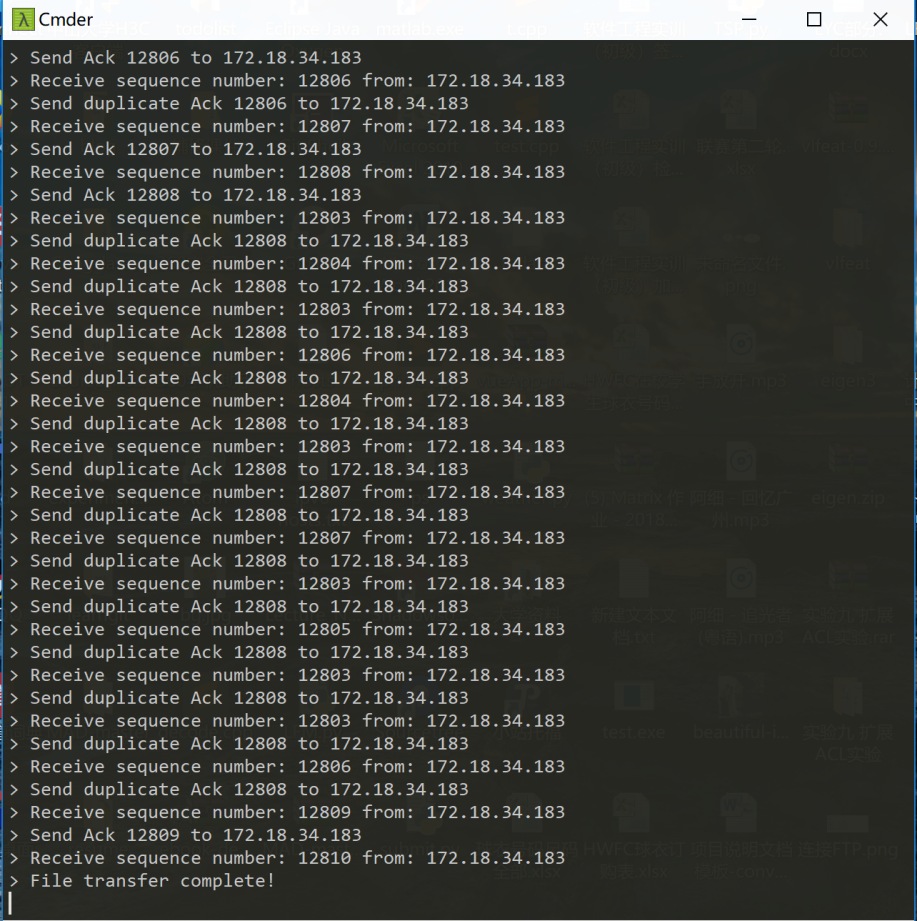 Cmder
> Send Ack 12806 to 172.18.34.183
> Receive sequence number: 12806 from: 172.18.34.183
> Send duplicate Ack 12806 to 172.18.34.183
> Receive sequence number: 12807 from: 172.18.34.183
> Send Ack 12807 to 172.18.34.183
> Receive sequence number: 12808 from: 172.18.34.183
> Send Ack 12808 to 172.18.34.183
> Receive sequence number: 12803 from: 172.18.34.183
> Send duplicate Ack 12808 to 172.18.34.183
> Receive sequence number: 12804 from: 172.18.34.183
> Send duplicate Ack 12808 to 172.18.34.183
> Receive sequence number: 12803 from: 172.18.34.183
> Send duplicate Ack 12808 to 172.18.34.183
> Receive sequence number: 12806 from: 172.18.34.183
> Send duplicate Ack 12808 to 172.18.34.183
> Receive sequence number: 12804 from: 172.18.34.183
> Send duplicate Ack 12808 to 172.18.34.183
> Receive sequence number: 12803 from: 172.18.34.183
> Send duplicate Ack 12808 to 172.18.34.183
> Receive sequence number: 12807 from: 172.18.34.183
> Send duplicate Ack 12808 to 172.18.34.183
> Receive sequence number: 12807 from: 172.18.34.183
> Send duplicate Ack 12808 to 172.18.34.183
> Receive sequence number: 12803 from: 172.18.34.183
> Send duplicate Ack 12808 to 172.18.34.183
> Receive sequence number: 12805 from: 172.18.34.183
> Send duplicate Ack 12808 to 172.18.34.183
> Receive sequence number: 12803 from: 172.18.34.183
> Send duplicate Ack 12808 to 172.18.34.183
> Receive sequence number: 12803 from: 172.18.34.183
> Send duplicate Ack 12808 to 172.18.34.183
> Receive sequence number: 12806 from: 172.18.34.183
> Send duplicate Ack 12808 to 172.18.34.183
> Receive sequence number: 12809 from: 172.18.34.183
> Send Ack 12809 to 172.18.34.183
> Receive sequence number: 12810 from: 172.18.34.183
> File transfer complete!